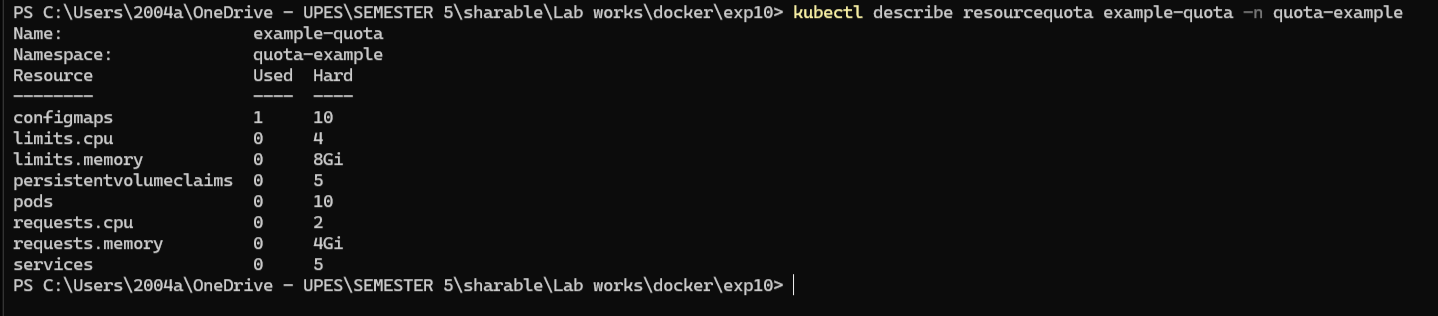 PS C:\Users\2004a\OneDrive - UPES\SEMESTER 5\sharable\Lab works\docker\exp10> kubectl describe resourcequota example-quota -n quota-example
Name:                   example-quota
Namespace:              quota-example
Resource                Used  Hard
--------                ----  ----
configmaps              1     10
limits.cpu              0     4
limits.memory           0     8Gi
persistentvolumeclaims  0     5
pods                    0     10
requests.cpu            0     2
requests.memory         0     4Gi
services                0     5
PS C:\Users\2004a\OneDrive - UPES\SEMESTER 5\sharable\Lab works\docker\exp10>